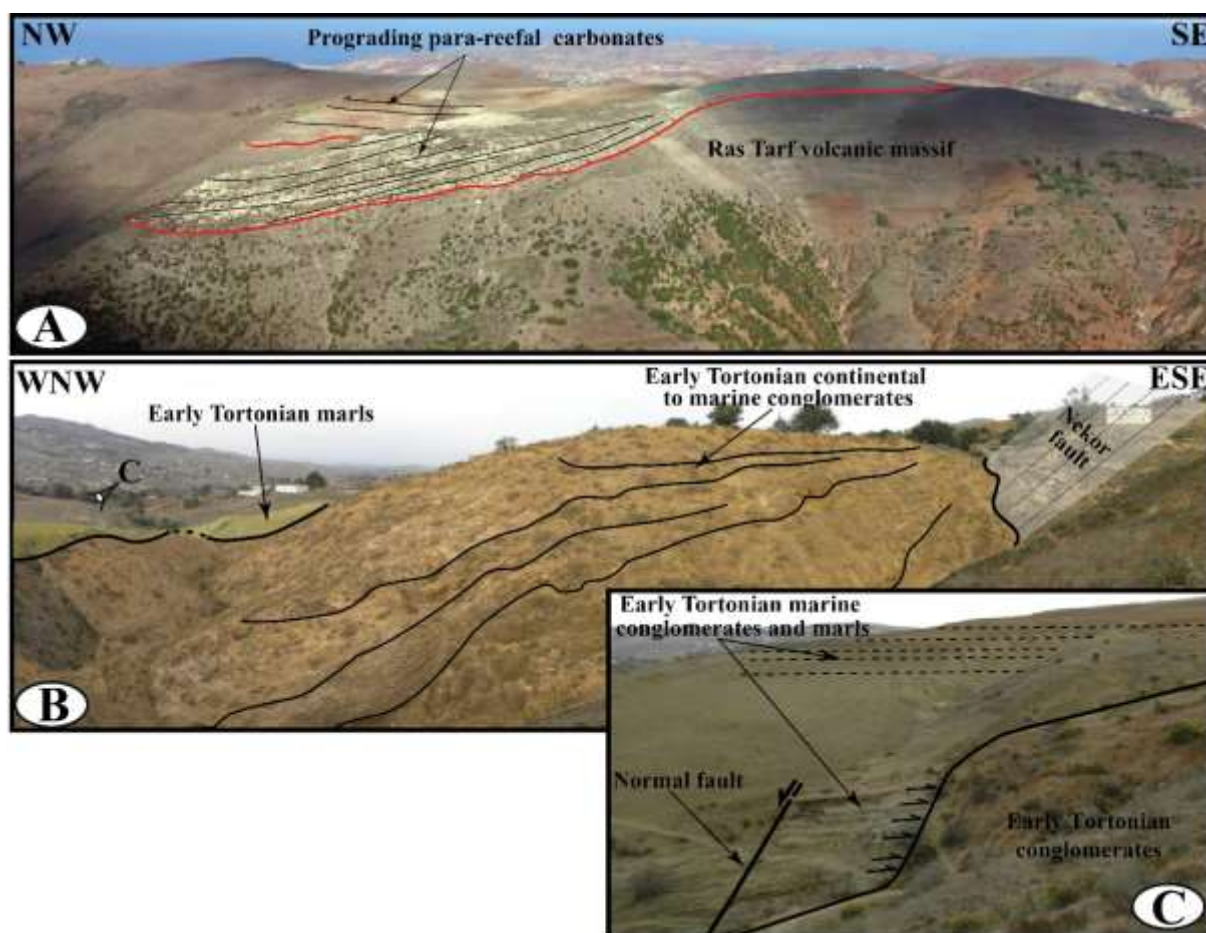 NW
SE
Prograding para-reefal carbonates
Ras Tarf volcanic massif
A
WNW
ESE
Early Tortonian marls
Early Tortonian continental
to marine conglomerates
Nekor
fault
C
B
Early Tortonian marine
conglomerates and marls
Normal fault
Early Tortonian
conglomerates
C